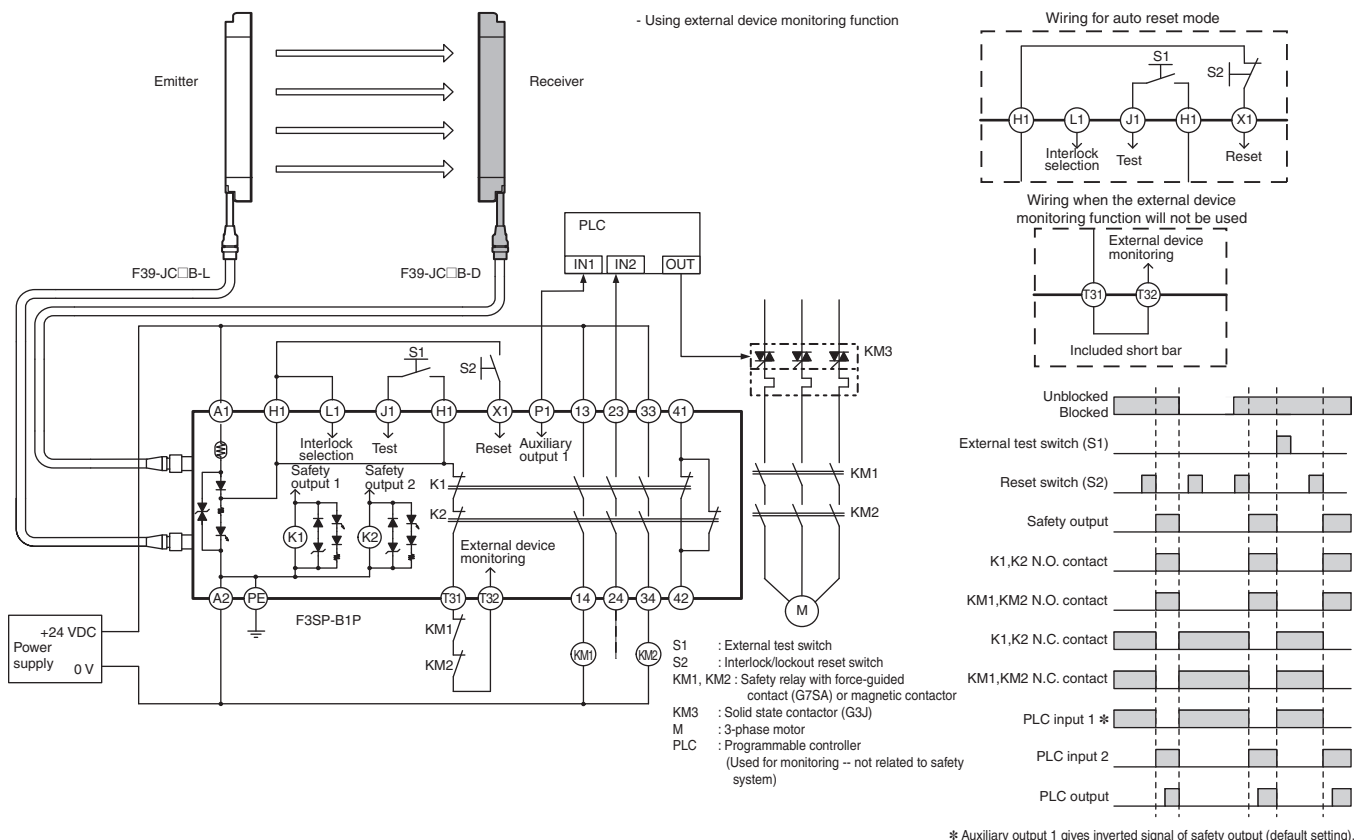 - Using external device monitoring function
Emitter
Receiver
F39-JC□B-L
F39-JC□B-D
PLC
IN1 IN2 OUT
KM3
S1
S2
A1 H1 L1 J1 H1 X1 P1 13 23 33 41
Interlock
selection
Test
Reset
Auxiliary
output 1
Safety
output 1
Safety
output 2
K1
K2
K1
K2
External device
monitoring
KM1
KM2
M
A2 PE T31 T32 14 24 34 42
F3SP-B1P
KM1
KM2
KM1
KM2
+24 VDC
Power
supply
0 V
S1 : External test switch
S2 : Interlock/lockout reset switch
KM1, KM2 : Safety relay with force-guided
contact (G7SA) or magnetic contactor
KM3 : Solid state contactor (G3J)
M : 3-phase motor
PLC : Programmable controller
(Used for monitoring -- not related to safety
system)
Wiring for auto reset mode
S1
S2
H1 L1 J1 H1 X1
Interlock
selection
Test
Reset
Wiring when the external device
monitoring function will not be used
External device
monitoring
T31 T32
Included short bar
Unblocked
Blocked
External test switch (S1)
Reset switch (S2)
Safety output
K1,K2 N.O. contact
KM1,KM2 N.O. contact
K1,K2 N.C. contact
KM1,KM2 N.C. contact
PLC input 1 ✻
PLC input 2
PLC output
✻ Auxiliary output 1 gives inverted signal of safety output (default setting).